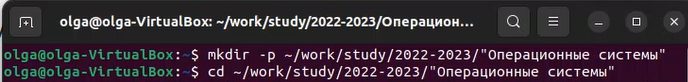 olga@olga-VirtualBox: ~/work/study/2022-2023/Операцион...
olga@olga-VirtualBox:~$ mkdir -p ~/work/study/2022-2023/"Операционные системы"
olga@olga-VirtualBox:~$ cd ~/work/study/2022-2023/"Операционные системы"